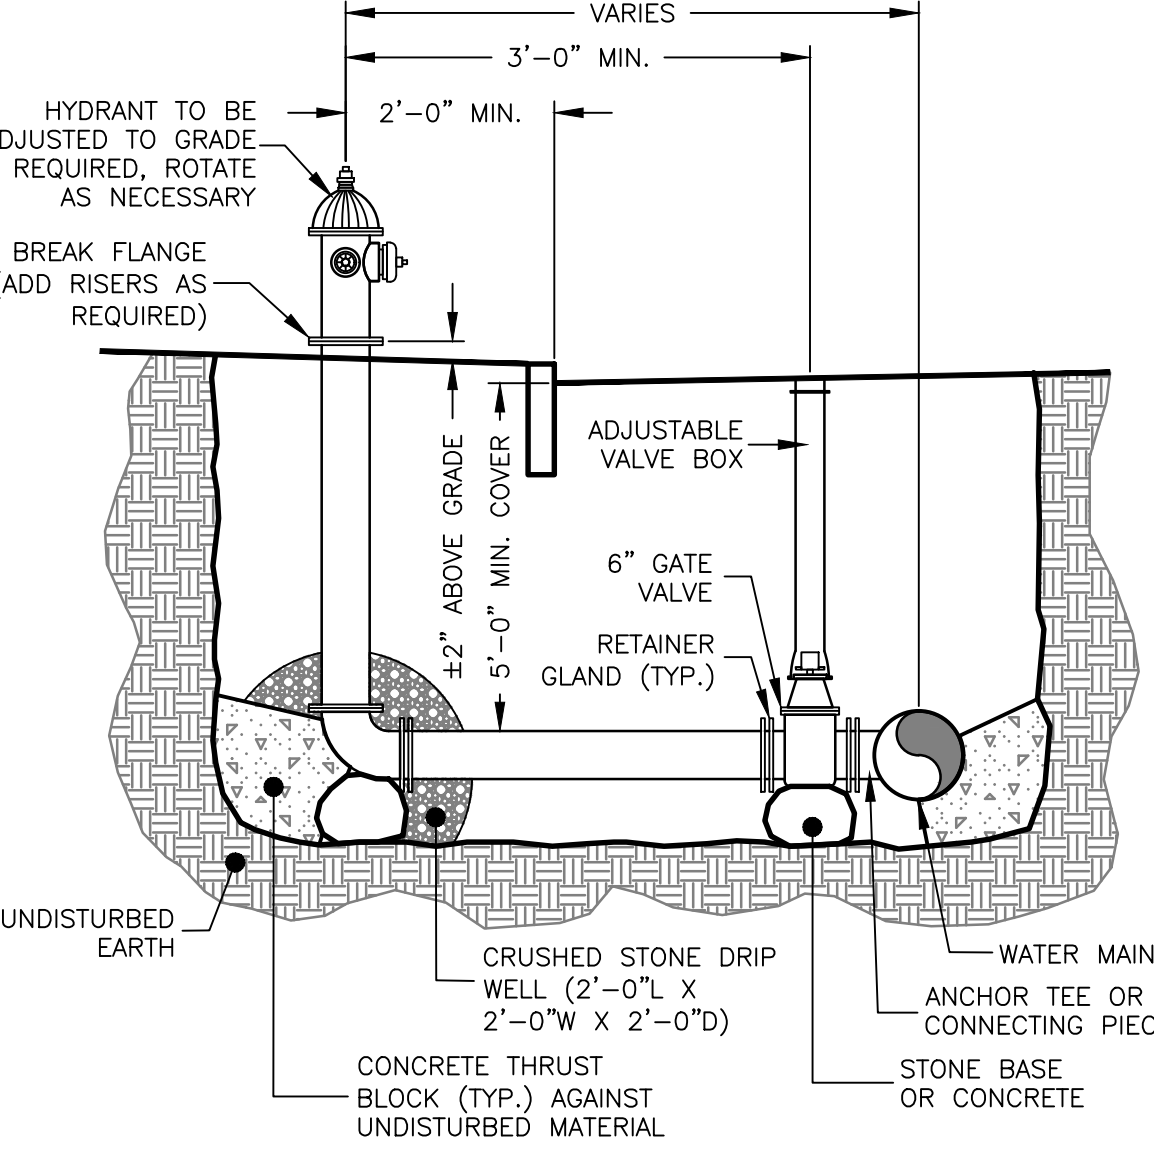 VARIES
3'-0" MIN.
2'-0" MIN.
HYDRANT TO BE
DJUSTED TO GRADE
REQUIRED, ROTATE
AS NECESSARY
BREAK FLANGE
(ADD RISERS AS
REQUIRED)
±2" ABOVE GRADE
5'-0" MIN. COVER
ADJUSTABLE
VALVE BOX
6" GATE
VALVE
RETAINER
GLAND (TYP.)
UNDISTURBED
EARTH
CRUSHED STONE DRIP
WELL (2'-0"L X
2'-0"W X 2'-0"D)
CONCRETE THRUST
BLOCK (TYP.) AGAINST
UNDISTURBED MATERIAL
WATER MAIN
ANCHOR TEE OR
CONNECTING PIEC
STONE BASE
OR CONCRETE